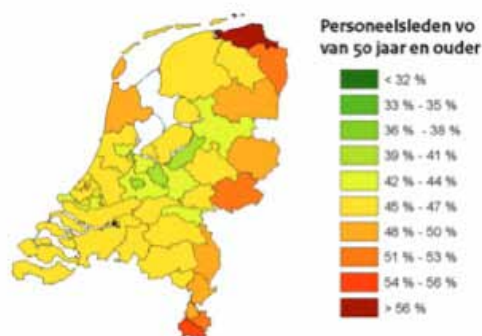 Personeelsleden vo
van 50 jaar en ouder
< 32 %
33 % - 35 %
36 % - 38 %
39 % - 41 %
42 % - 44 %
45 % - 47 %
48 % - 50 %
51 % - 53 %
54 % - 56 %
> 56 %